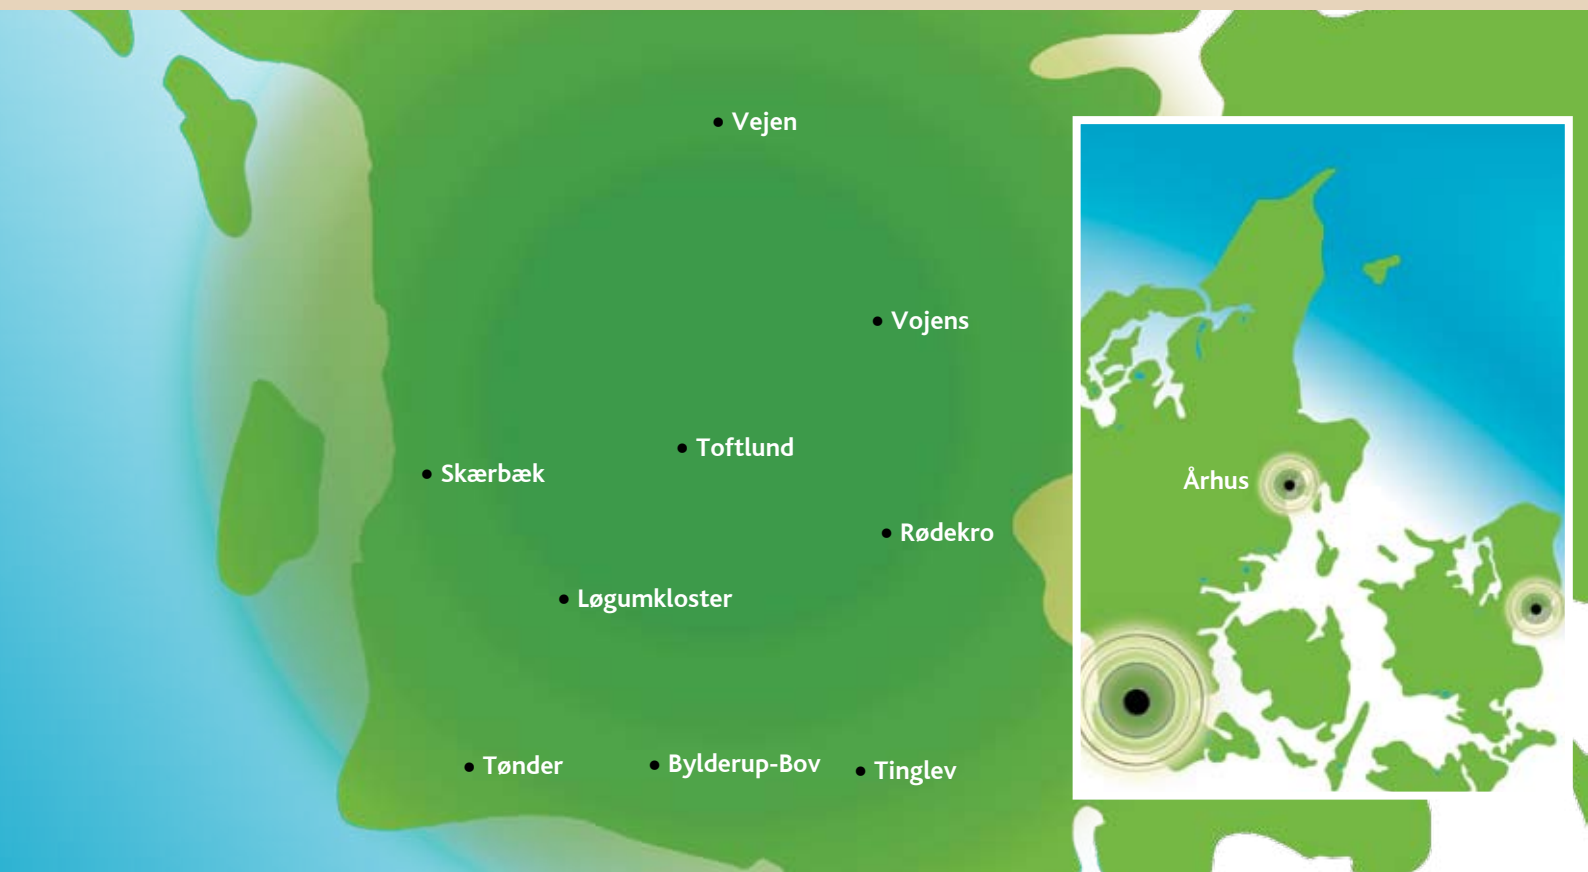 Vejen
Vojens
Toftlund
Skærbæk
Århus
Rødekro
Løgumkloster
Tønder
Bylderup-Bov
Tinglev